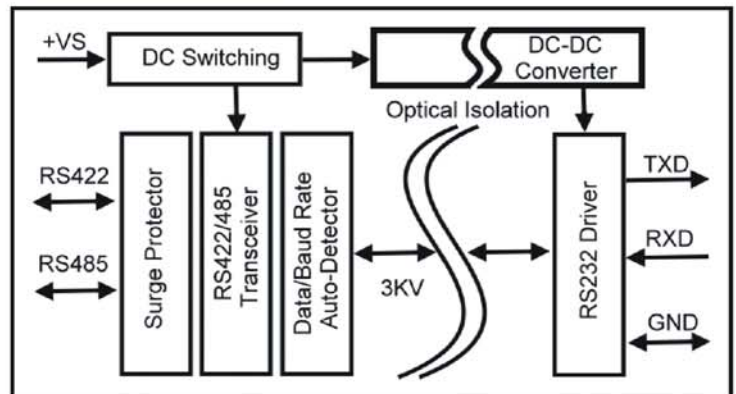 +VS
DC Switching
DC-DC
Converter
Optical Isolation
RS422
RS485
Surge Protector
RS422/485
Transceiver
Data/Baud Rate
Auto-Detector
3KV
RS232 Driver
TXD
RXD
GND